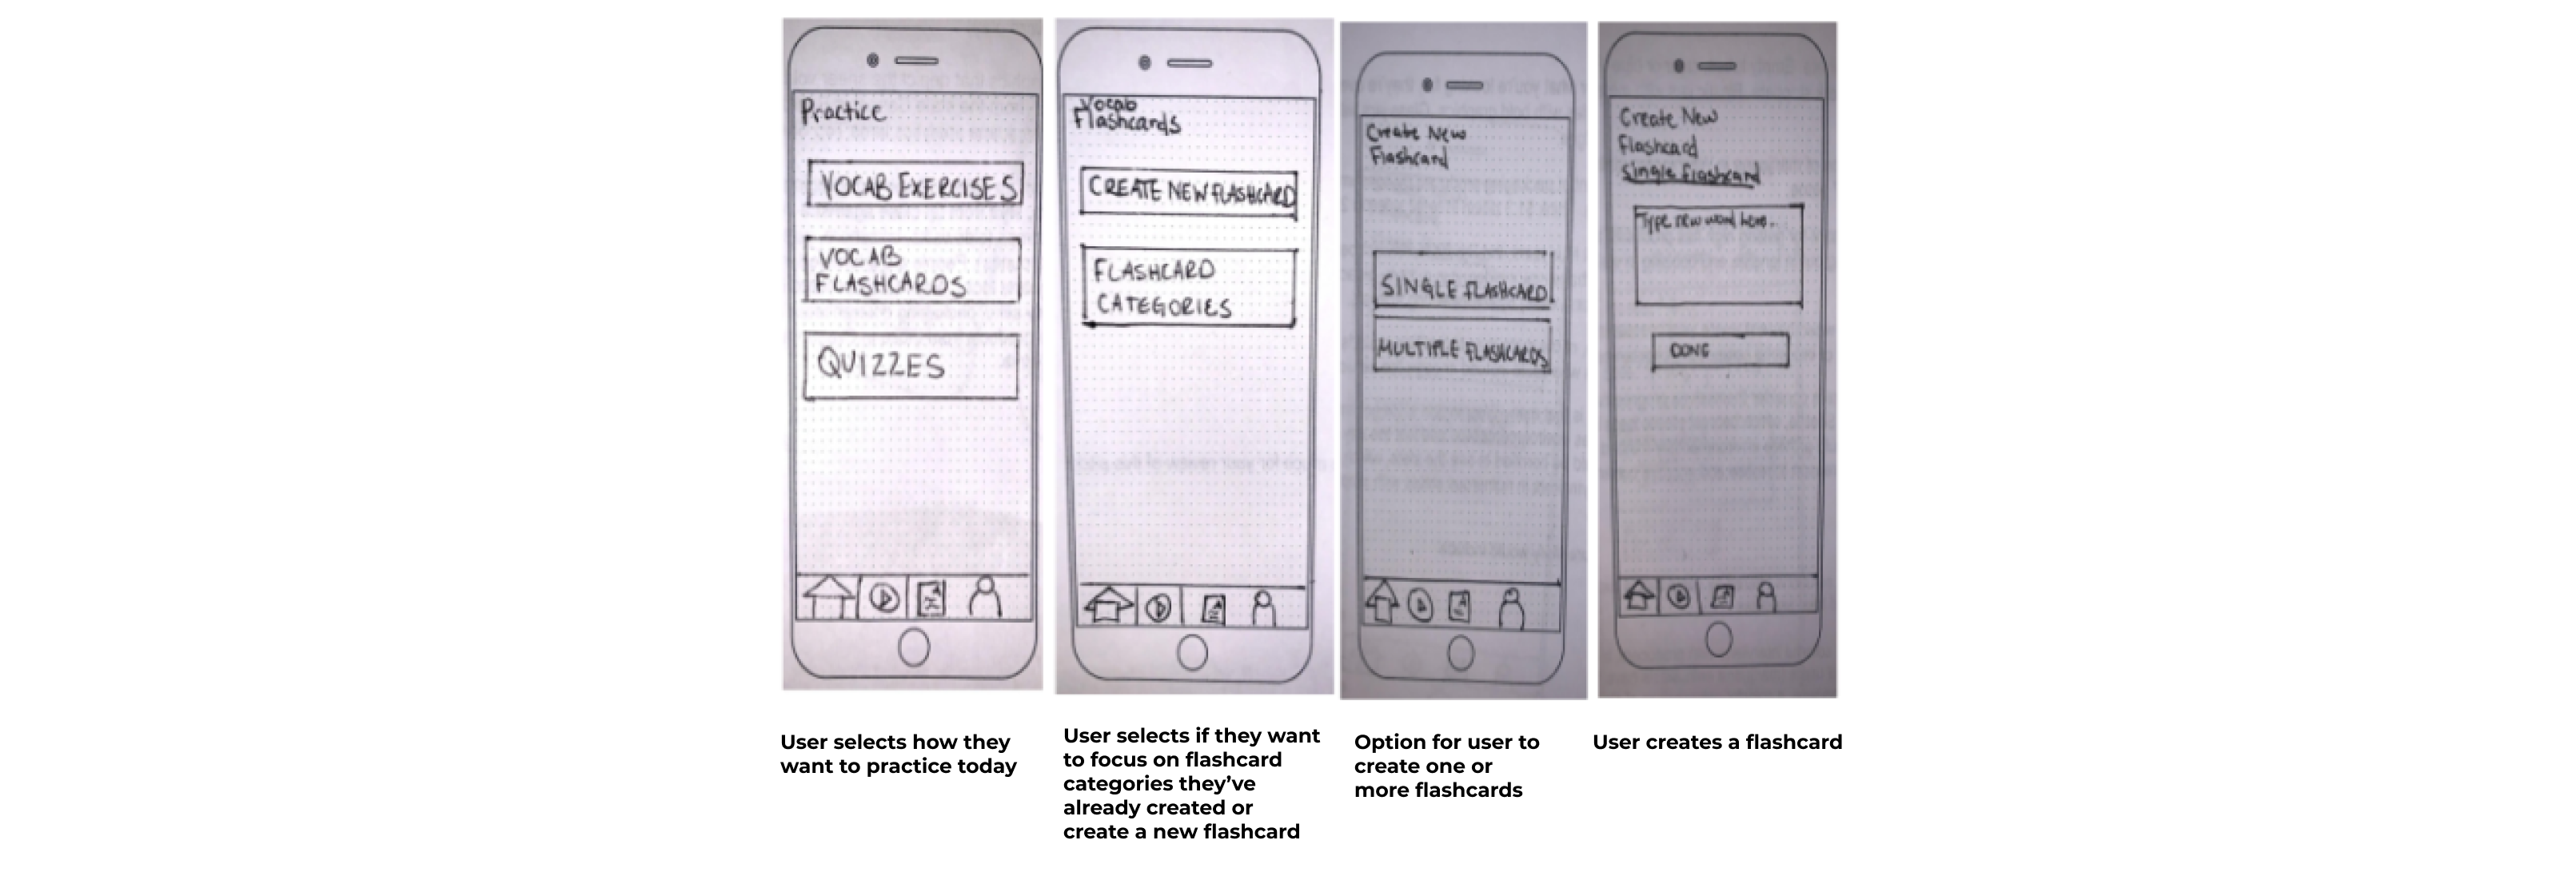 Practice
VOCAB EXERCISES
VOCAB
FLASHCARDS
QUIZZES
Vocab
Flashcards
CREATE NEW FLASHCARD
FLASHCARD
CATEGORIES
Create New
Flashcard
SINGLE FLASHCARD
MULTIPLE FLASHCARDS
Create New
Flashcard
Single Flashcard
Type new word here.
DONE
User selects how they
want to practice today
User selects if they want
to focus on flashcard
categories they’ve
already created or
create a new flashcard
Option for user to
create one or
more flashcards
User creates a flashcard